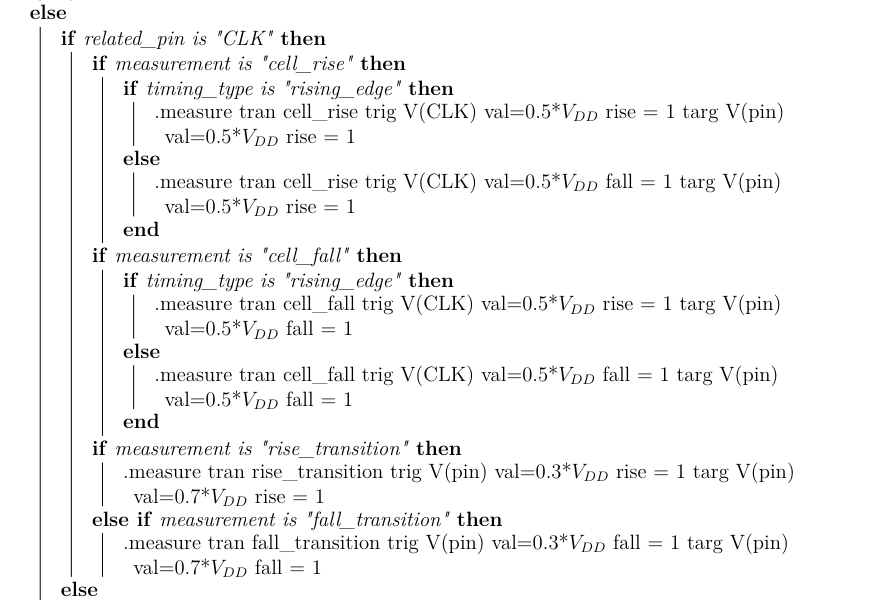 else
if related_pin is "CLK" then
if measurement is "cell_rise" then
if timing_type is "rising_edge" then
.measure tran cell_rise trig V(CLK) val=0.5*V_{DD} rise = 1 targ V(pin)
val=0.5*V_{DD} rise = 1
else
.measure tran cell_rise trig V(CLK) val=0.5*V_{DD} fall = 1 targ V(pin)
val=0.5*V_{DD} rise = 1
end
if measurement is "cell_fall" then
if timing_type is "rising_edge" then
.measure tran cell_fall trig V(CLK) val=0.5*V_{DD} rise = 1 targ V(pin)
val=0.5*V_{DD} fall = 1
else
.measure tran cell_fall trig V(CLK) val=0.5*V_{DD} fall = 1 targ V(pin)
val=0.5*V_{DD} fall = 1
end
if measurement is "rise_transition" then
.measure tran rise_transition trig V(pin) val=0.3*V_{DD} rise = 1 targ V(pin)
val=0.7*V_{DD} rise = 1
else if measurement is "fall_transition" then
.measure tran fall_transition trig V(pin) val=0.3*V_{DD} fall = 1 targ V(pin)
val=0.7*V_{DD} fall = 1
else